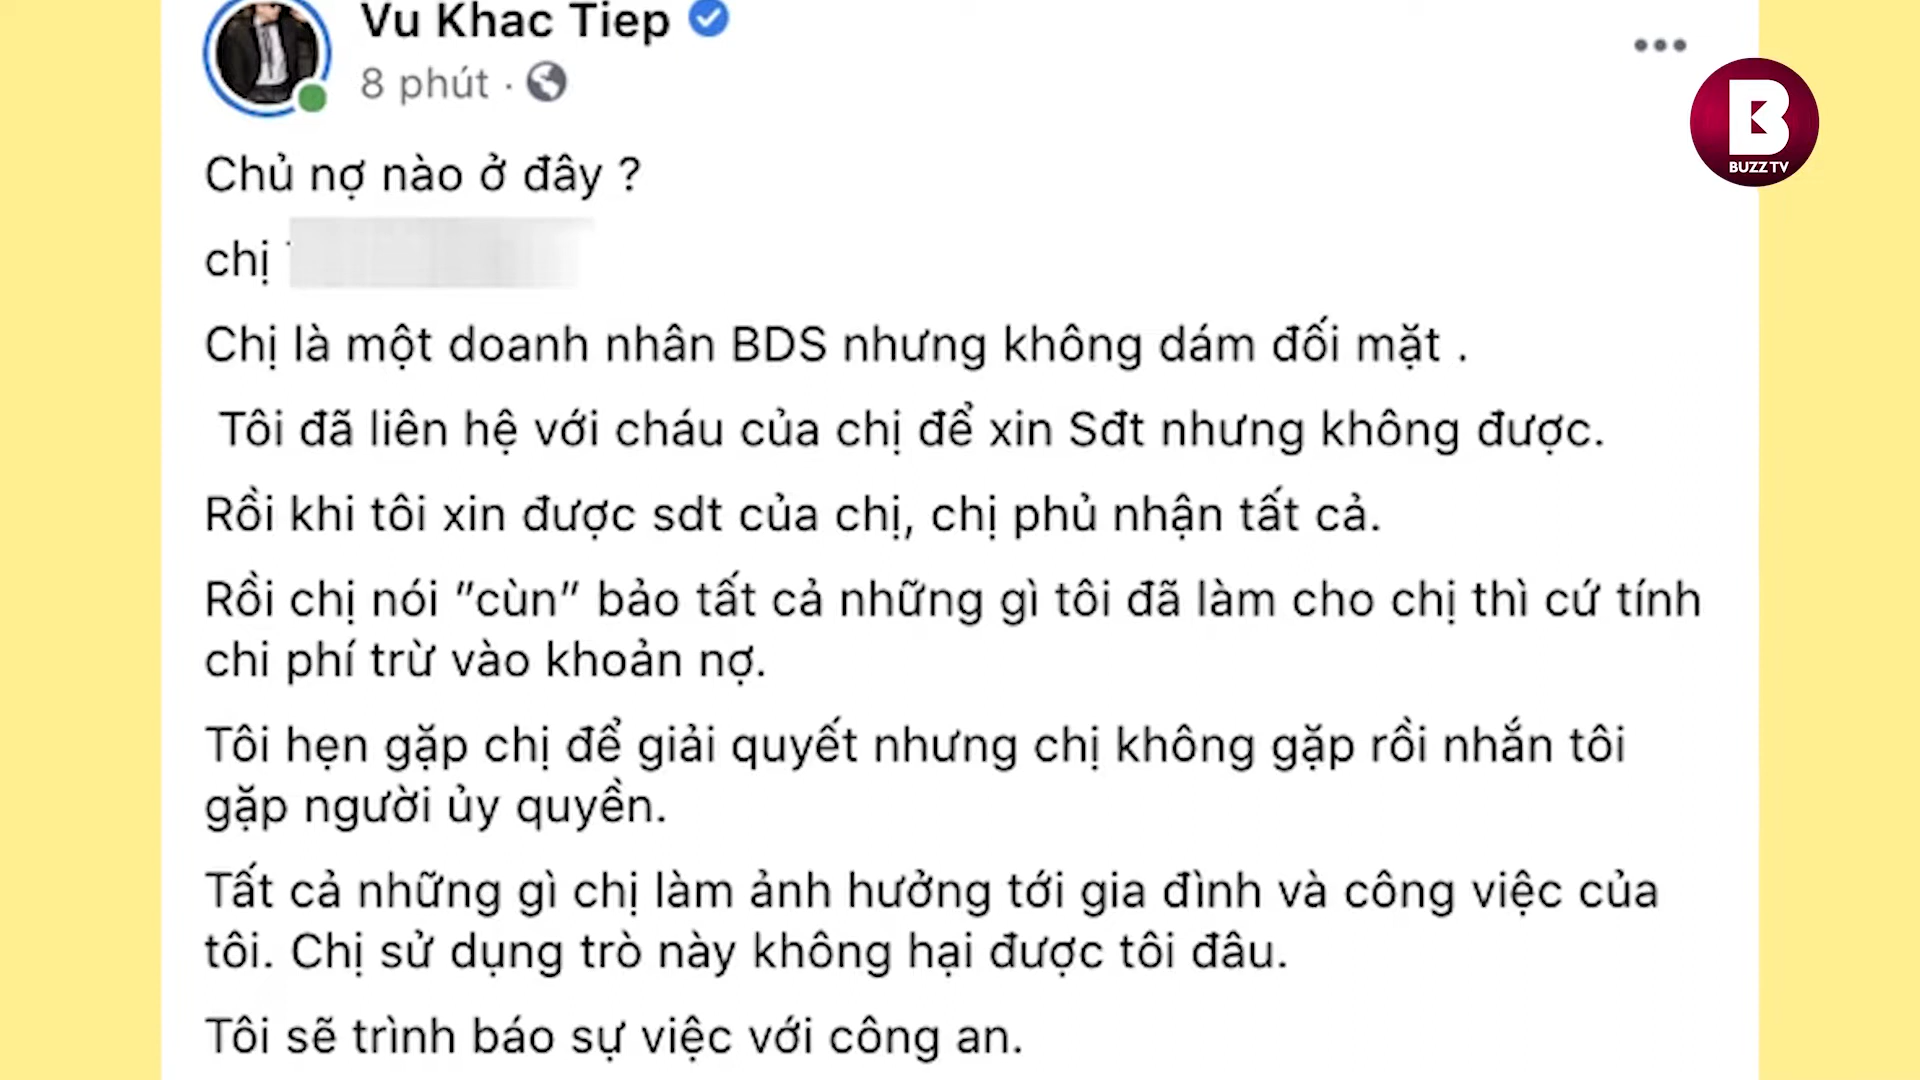 Vu Khac Tiep
8 phút ·
B
BUZZ TV
Chủ nợ nào ở đây ?
chị
Chị là một doanh nhân BDS nhưng không dám đối mặt .
Tôi đã liên hệ với cháu của chị để xin Sđt nhưng không được.
Rồi khi tôi xin được sdt của chị, chị phủ nhận tất cả.
Rồi chị nói "cùn" bảo tất cả những gì tôi đã làm cho chị thì cứ tính
chi phí trừ vào khoản nợ.
Tôi hẹn gặp chị để giải quyết nhưng chị không gặp rồi nhắn tôi
gặp người ủy quyền.
Tất cả những gì chị làm ảnh hưởng tới gia đình và công việc của
tôi. Chị sử dụng trò này không hại được tôi đâu.
Tôi sẽ trình báo sự việc với công an.